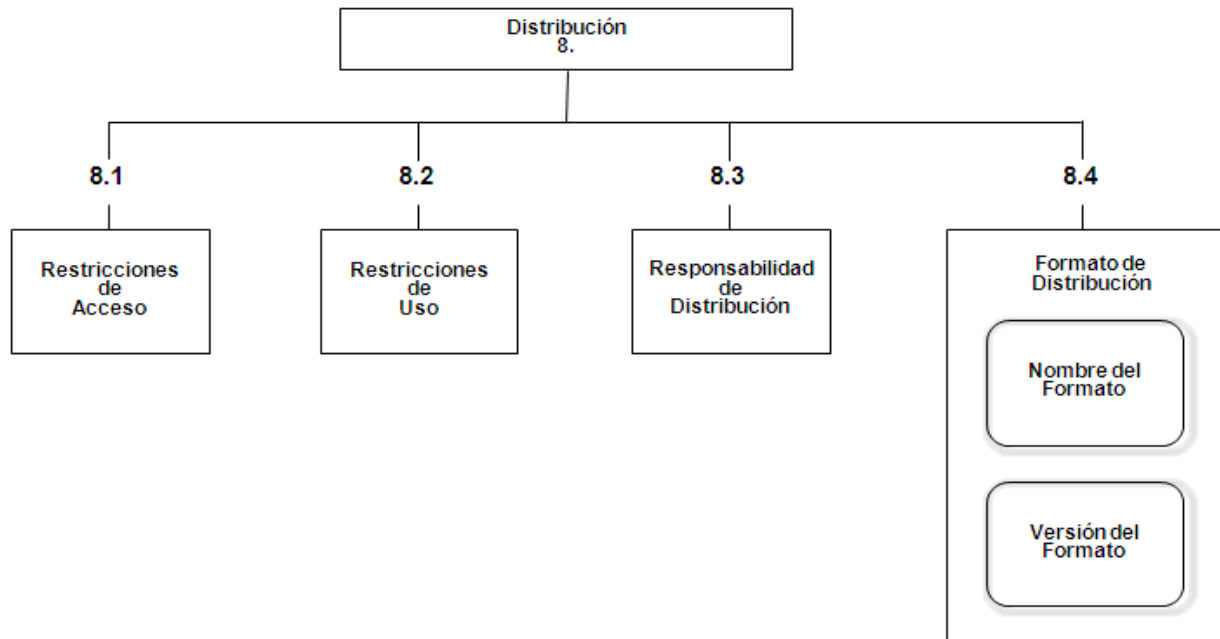 Distribución
8.
8.1
8.2
8.3
8.4
Restricciones
de
Acceso
Restricciones
de
Uso
Responsabilidad
de
Distribución
Formato de
Distribución
Nombre del
Formato
Versión del
Formato